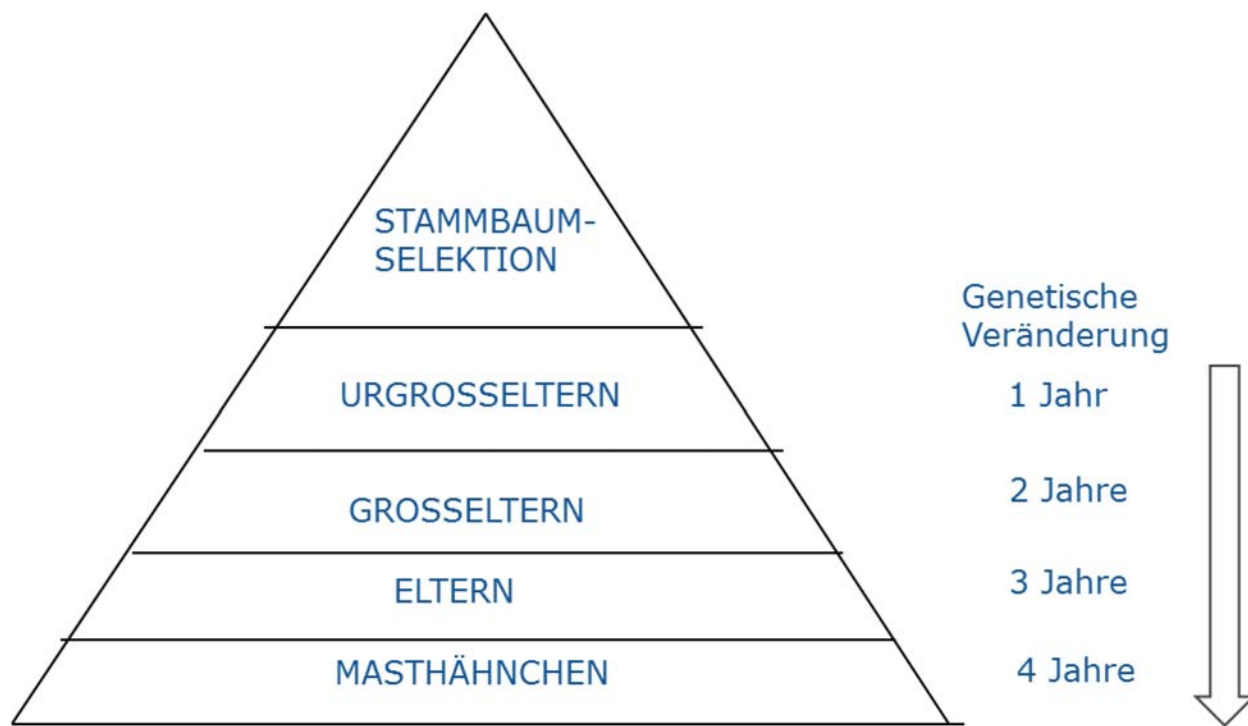 STAMMBAUM-
SELEKTION
Genetische
Veränderung
URGROSSELTERN
1 Jahr
GROSSELTERN
2 Jahre
ELTERN
3 Jahre
MASTHÄHNCHEN
4 Jahre